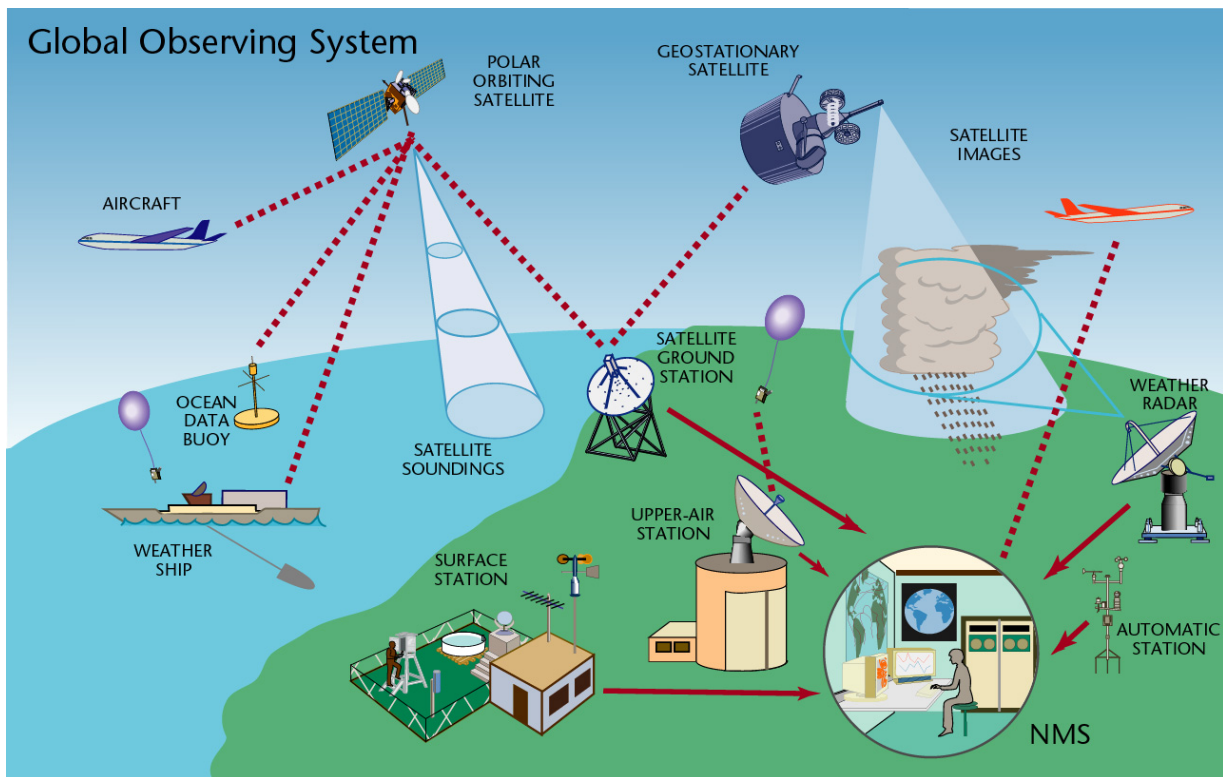 Global Observing System
POLAR
ORBITING
SATELLITE
GEOSTATIONARY
SATELLITE
SATELLITE
IMAGES
AIRCRAFT
SATELLITE
GROUND
STATION
WEATHER
RADAR
OCEAN
DATA
BUOY
SATELLITE
SOUNDINGS
UPPER-AIR
STATION
WEATHER
SHIP
SURFACE
STATION
AUTOMATIC
STATION
NMS